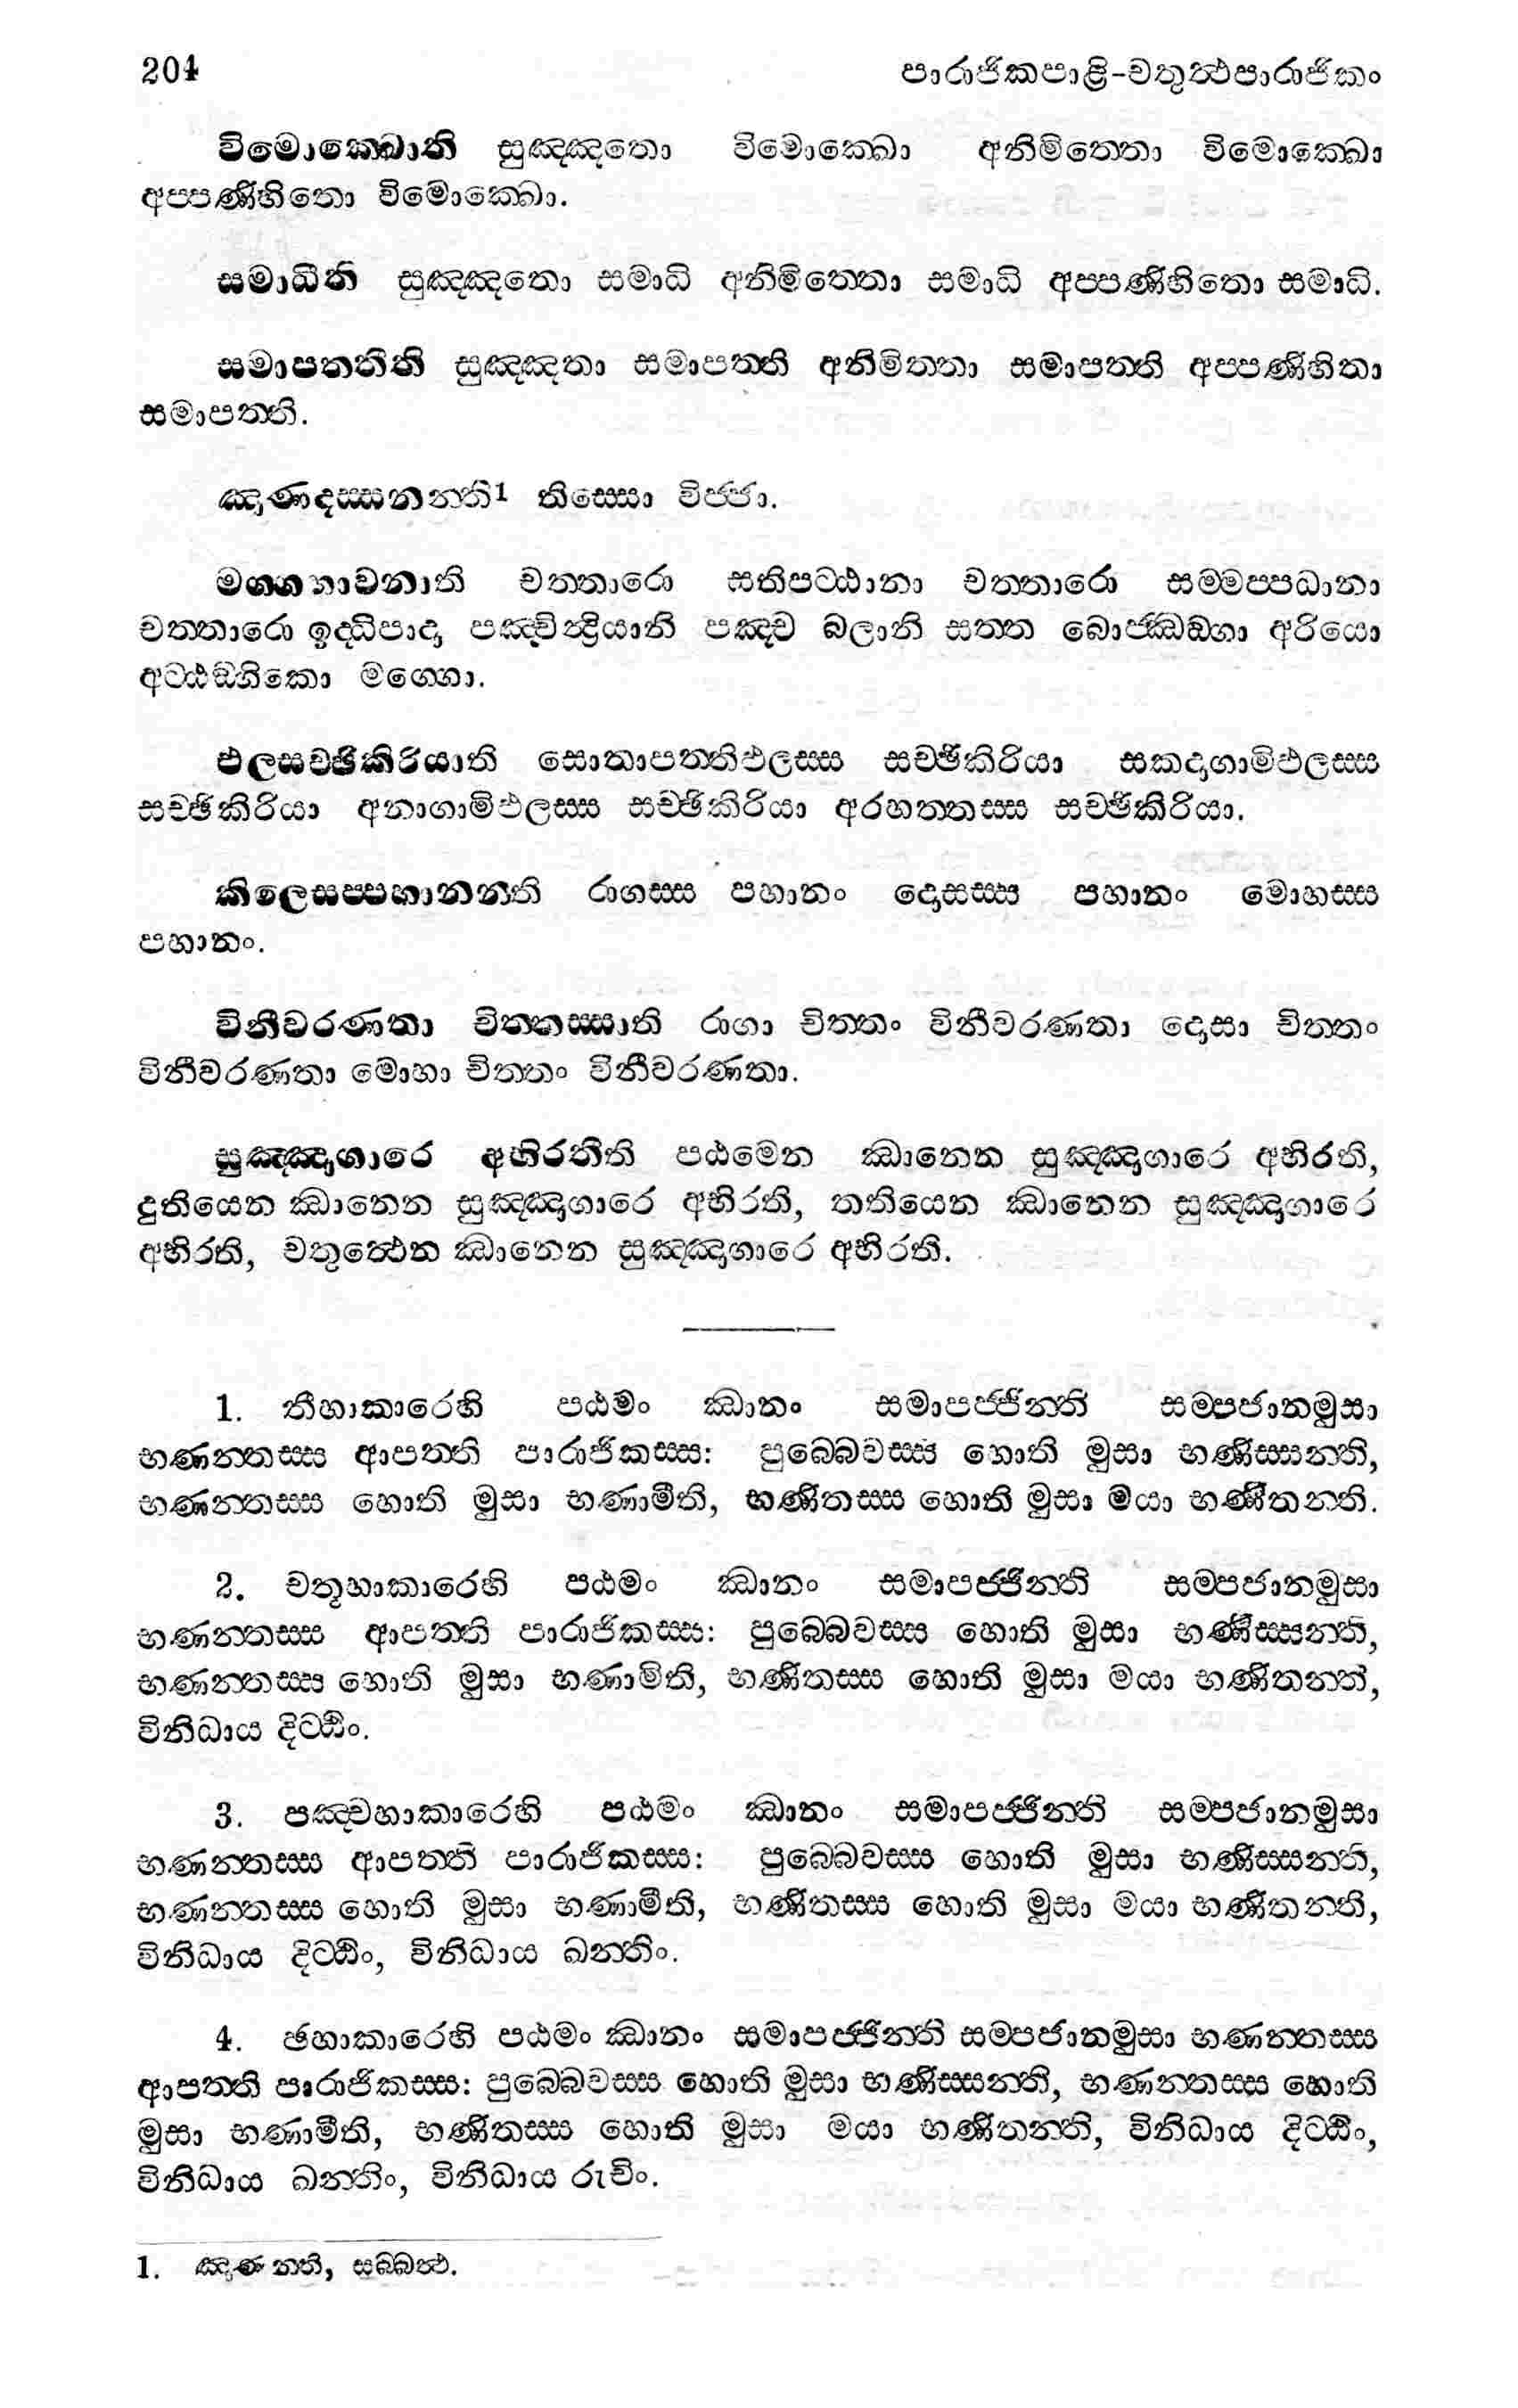 204 පාරාජිකපාළි-චතුත්‍ථපාරාජිකං
විමොක‍්ඛොති සුඤ‍්ඤතො විමොක‍්ඛො අනිමිත‍්තො විමොක‍්ඛො
අප‍්පණිහිතො විමොක‍්ඛො.
සමාධීති සුඤ‍්ඤතො සමාධි අනිමිත‍්තො සමාධි අප‍්පණිහිතො සමාධි.
සමාපත‍්තීති සුඤ‍්ඤතා සමාපත‍්ති අනිමිත‍්තා සමාපත‍්ති අප‍්පණිහිතා
සමාපත‍්ති.
ඤාණදස‍්සනන‍්ති1 තිස‍්සො විජ‍්ජා.
මග‍්ගභාවනාති චත‍්තාරො සතිපට‍්ඨානා චත‍්තාරො සම‍්මප‍්පධානා
චත‍්තාරො ඉද‍්ධිපාදා පඤ‍්චින්‍ද්‍රියානි පඤ‍්ච බලානි සත‍්ත බොජ‍්ඣඞ‍්ගා අරියො
අට‍්ඨඞ‍්ගිකො මග‍්ගො.
ඵලසච‍්ඡිකිරියාති සොතාපත‍්තිඵලස‍්ස සච‍්ඡිකිරියා සකදාගාමිඵලස‍්ස
සච‍්ඡිකිරියා අනාගාමිඵලස‍්ස සච‍්ඡිකිරියා අරහත‍්තස‍්ස සච‍්ඡිකිරියා.
කිලෙසප‍්පහානන‍්ති රාගස‍්ස පහානං දොසස‍්ස පහානං මොහස‍්ස
පහානං.
විනීවරණතා චිත‍්තස‍්සාති රාගා චිත‍්තං විනීවරණතා දොසා චිත‍්තං
විනීවරණතා මොහා චිත‍්තං විනීවරණතා.
සුඤ‍්ඤාගාරෙ අභිරතීති පඨමෙන ඣානෙන සුඤ‍්ඤාගාරෙ අභිරති,
දුතියෙන ඣානෙන සුඤ‍්ඤාගාරෙ අභිරති, තතියෙන ඣානෙන සුඤ‍්ඤාගාරෙ
අභිරති, චතුත්‍ථෙන ඣානෙන සුඤ‍්ඤාගාරෙ අභිරති.
1. තීහාකාරෙහි පඨමං ඣානං සමාපජ‍්ජින‍්ති සම‍්පජානමුසා
භණන‍්තස‍්ස ආපත‍්ති පාරාජිකස‍්ස: පුබ‍්බෙවස‍්ස හොති මුසා භණිස‍්සන‍්ති,
භණන‍්තස‍්ස හොති මුසා භණාමීති, භණිතස‍්ස හොති මුසා මයා භණිතන‍්ති.
2. චතූහාකාරෙහි පඨමං ඣානං සමාපජ‍්ජින‍්ති සම‍්පජානමුසා
භණන‍්තස‍්ස ආපත‍්ති පාරාජිකස‍්ස: පුබ‍්බෙවස‍්ස හොති මුසා භණිස‍්සන‍්ති,
භණන‍්තස‍්ස හොති මුසා භණාමිති, භණිතස‍්ස හොති මුසා මයා භණිතන‍්ති,
විනිධාය දිට‍්ඨිං.
3. පඤ‍්චහාකාරෙහි පඨමං ඣානං සමාපජ‍්ජින‍්ති සම‍්පජානමුසා
භණන‍්තස‍්ස ආපත‍්ති පාරාජිකස‍්ස: පුබ‍්බෙවස‍්ස හොති මුසා භණිස‍්සන‍්ති,
භණන‍්තස‍්ස හොති මුසා භණාමීති, භණිතස‍්ස හොති මුසා මයා භණිතන‍්ති,
විනිධාය දිට‍්ඨිං, විනිධාය ඛන‍්තිං.
4. ඡහාකාරෙහි පඨමං ඣානං සමාපජ‍්ජින‍්ති සම‍්පජානමුසා භණන‍්තස‍්ස
ආපත‍්ති පාරාජිකස‍්ස: පුබ‍්බෙවස‍්ස හොති මුසා භණිස‍්සන‍්ති, භණන‍්තස‍්ස හොති
මුසා භණාමීති, භණිතස‍්ස හොති මුසා මයා භණිතන‍්ති, විනිධාය දිට‍්ඨිං,
විනිධාය ඛන‍්තිං, විනිධාය රුචිං.
1. ඤාණන‍්ති, සබ‍්බත්‍ථ.